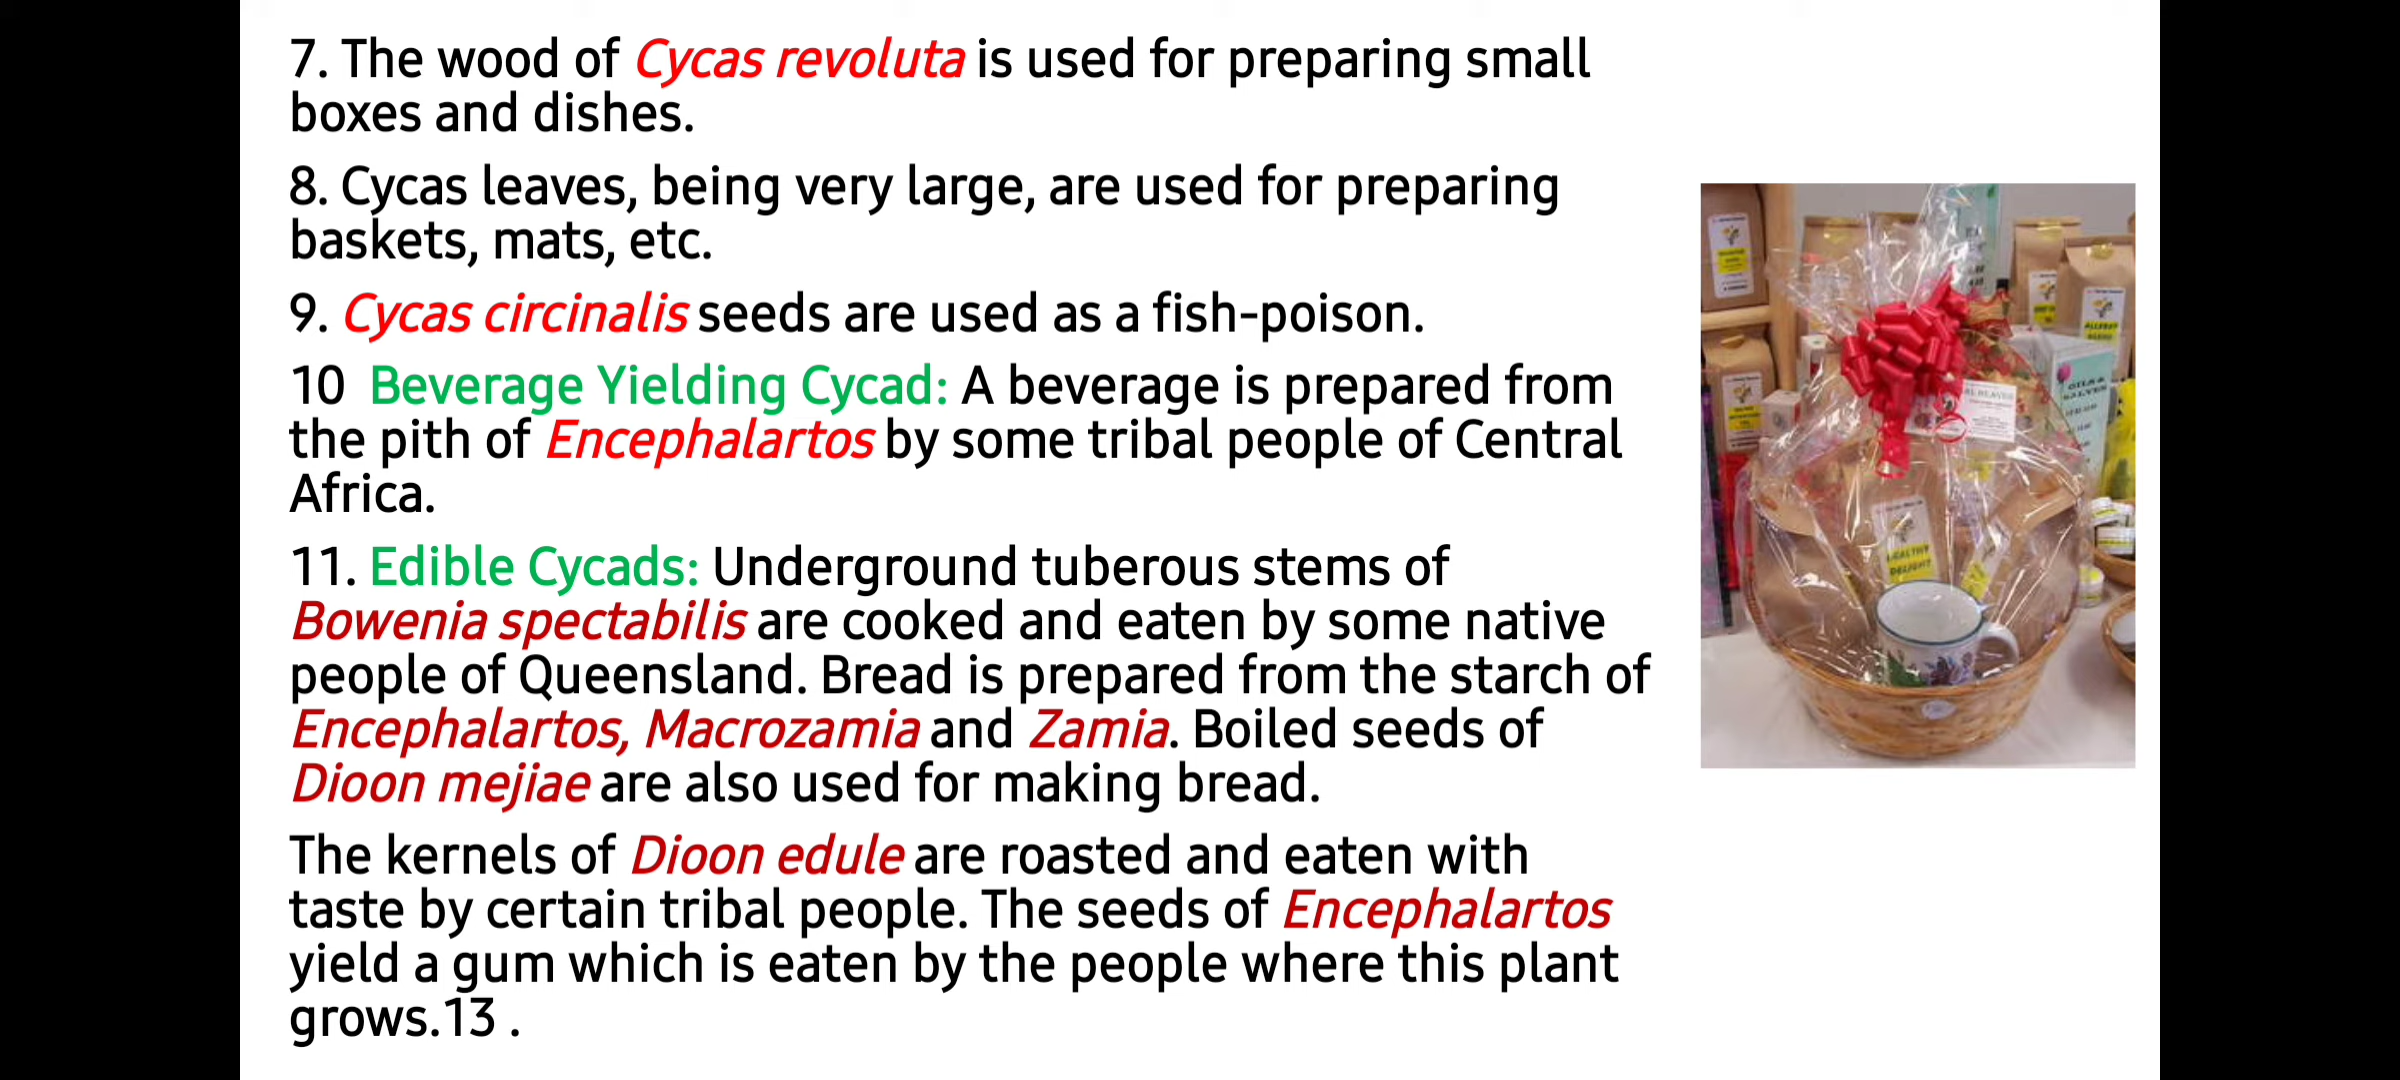 7. The wood of Cycas revoluta is used for preparing small
boxes and dishes.
8. Cycas leaves, being very large, are used for preparing
baskets, mats, etc.
9. Cycas circinalis seeds are used as a fish-poison.
10 Beverage Yielding Cycad: A beverage is prepared from
the pith of Encephalartos by some tribal people of Central
Africa.
11. Edible Cycads: Underground tuberous stems of
Bowenia spectabilis are cooked and eaten by some native
people of Queensland. Bread is prepared from the starch of
Encephalartos, Macrozamia and Zamia. Boiled seeds of
Dioon mejiae are also used for making bread.
The kernels of Dioon edule are roasted and eaten with
taste by certain tribal people. The seeds of Encephalartos
yield a gum which is eaten by the people where this plant
grows.13 .
OILS &
SALVES
DELIGHT